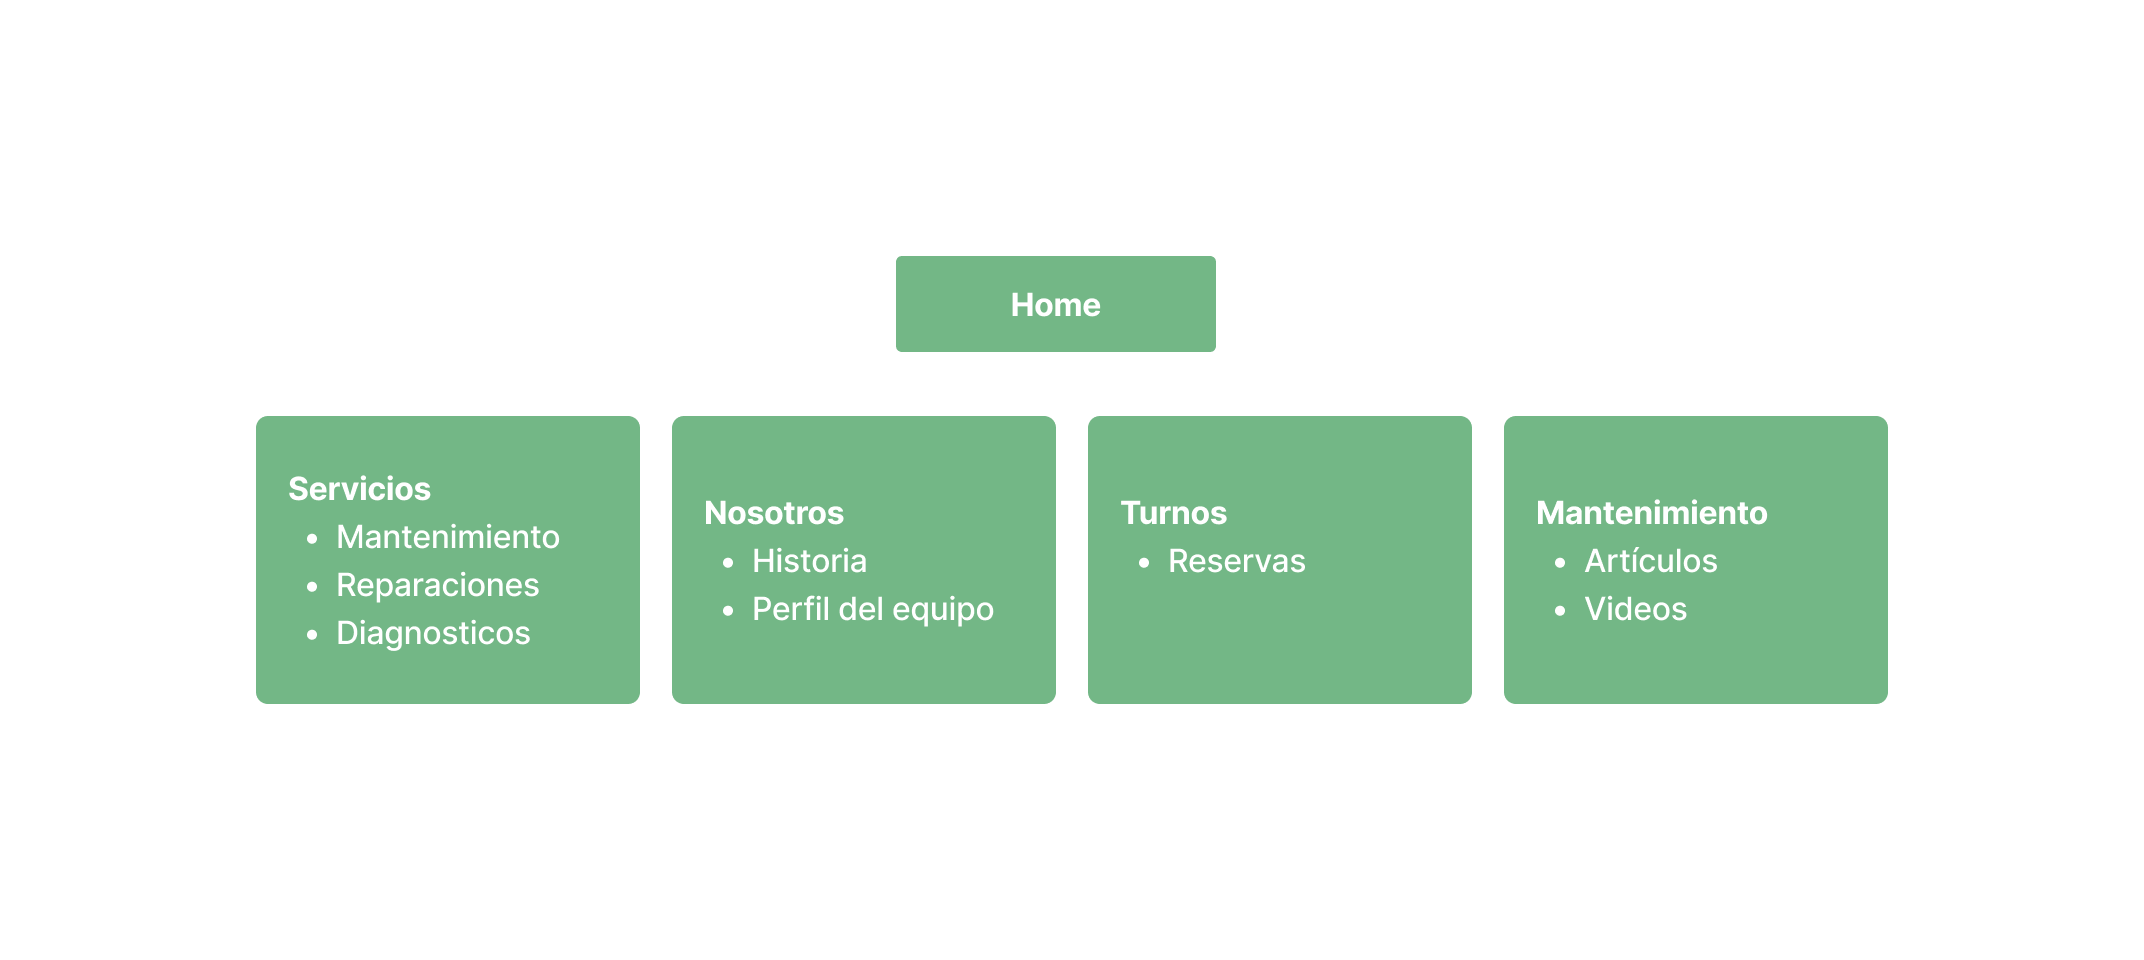 Home
Servicios
Mantenimiento
Reparaciones
Diagnosticos
Nosotros
Historia
Perfil del equipo
Turnos
Reservas
Mantenimiento
Artículos
Videos